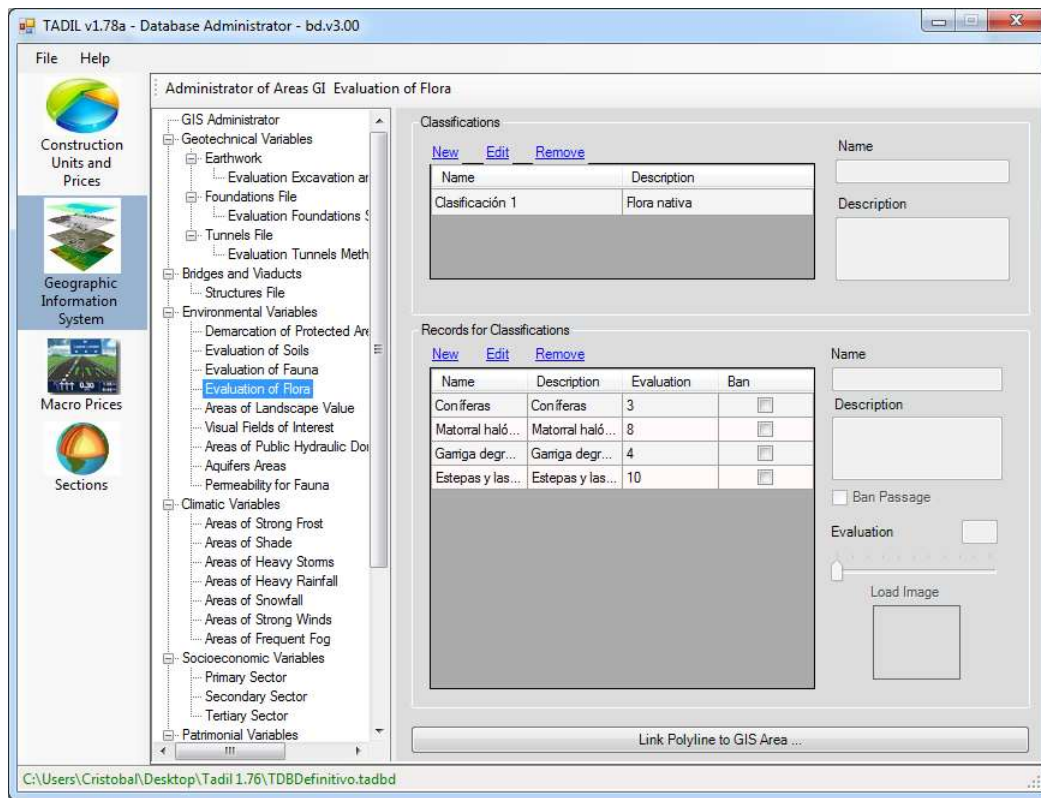 TADIL v1.78a - Database Administrator - bd.v3.00
File Help
Construction
Units and
Prices
Geographic
Information
System
Macro Prices
Sections
Administrator of Areas GI Evaluation of Flora
GIS Administrator
Geotechnical Variables
Earthwork
Evaluation Excavation ar
Foundations File
Evaluation Foundations S
Tunnels File
Evaluation Tunnels Meth
Bridges and Viaducts
Structures File
Environmental Variables
Demarcation of Protected Are
Evaluation of Soils
Evaluation of Fauna
Evaluation of Flora
Areas of Landscape Value
Visual Fields of Interest
Areas of Public Hydraulic Dor
Aquifers Areas
Permeability for Fauna
Climatic Variables
Areas of Strong Frost
Areas of Shade
Areas of Heavy Storms
Areas of Heavy Rainfall
Areas of Snowfall
Areas of Strong Winds
Areas of Frequent Fog
Socioeconomic Variables
Primary Sector
Secondary Sector
Tertiary Sector
Patrimonial Variables
Classifications
New Edit Remove
Name Description
Clasificación 1 Flora nativa
Name
Description
Records for Classifications
New Edit Remove
Name Description Evaluation Ban
Coníferas Coníferas 3
Matorral haló... Matorral haló... 8
Garriga degr... Garriga degr... 4
Estepas y las... Estepas y las... 10
Name
Description
Ban Passage
Evaluation
Load Image
Link Polyline to GIS Area ...
C:\Users\Cristobal\Desktop\Tadil 1.76\TDBDefinitivo.tadbd